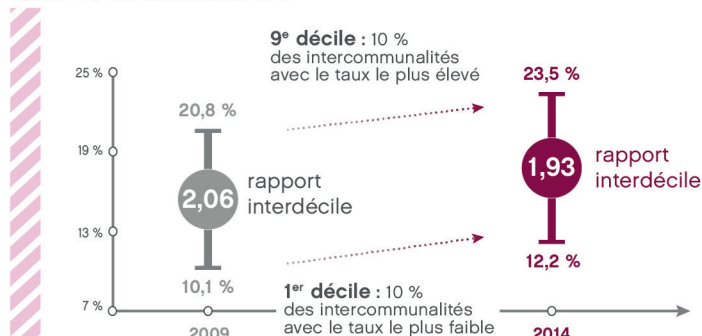 9e décile : 10 %
des intercommunalités
avec le taux le plus élevé
25 %
23,5 %
20,8 %
19 %
1,93
rapport
interdécile
2,06
rapport
interdécile
13 %
12,2 %
10,1 %
1er décile : 10 %
des intercommunalités
avec le taux le plus faible
7 %
2009
2014